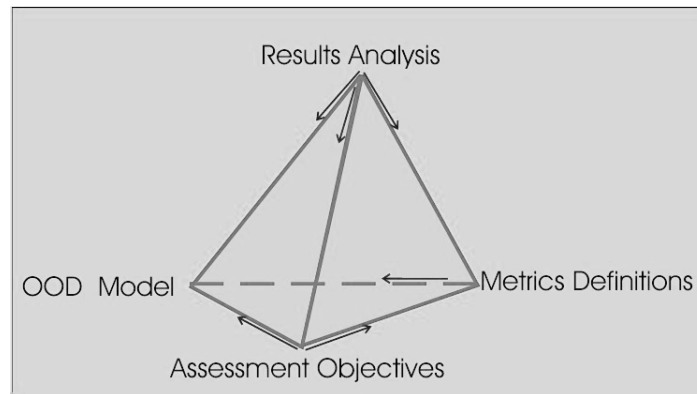 Results Analysis
OOD Model
Metrics Definitions
Assessment Objectives